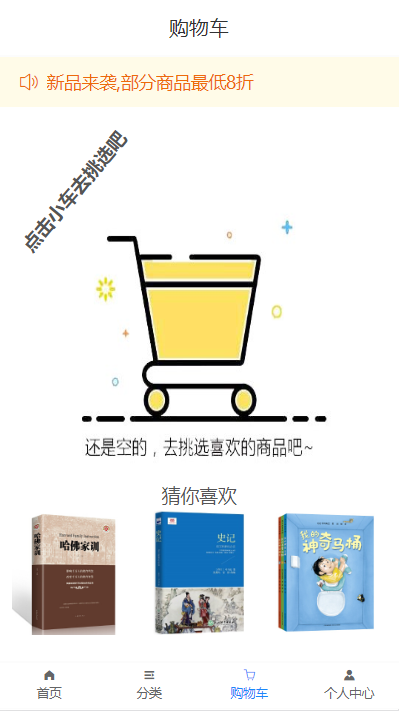 购物车
新品来袭,部分商品最低8折
点击小车去挑选吧
还是空的，去挑选喜欢的商品吧~
猜你喜欢
哈佛家训
史记
我的
神奇马桶
首页
分类
购物车
个人中心